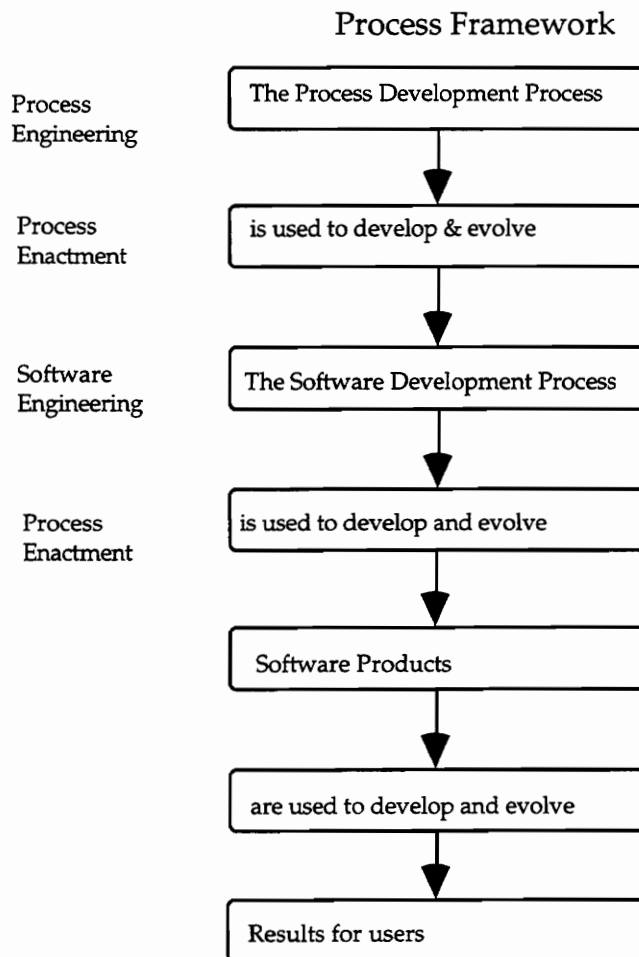 Process Framework
Process
Engineering
The Process Development Process
Process
Enactment
is used to develop & evolve
Software
Engineering
The Software Development Process
Process
Enactment
is used to develop and evolve
Software Products
are used to develop and evolve
Results for users